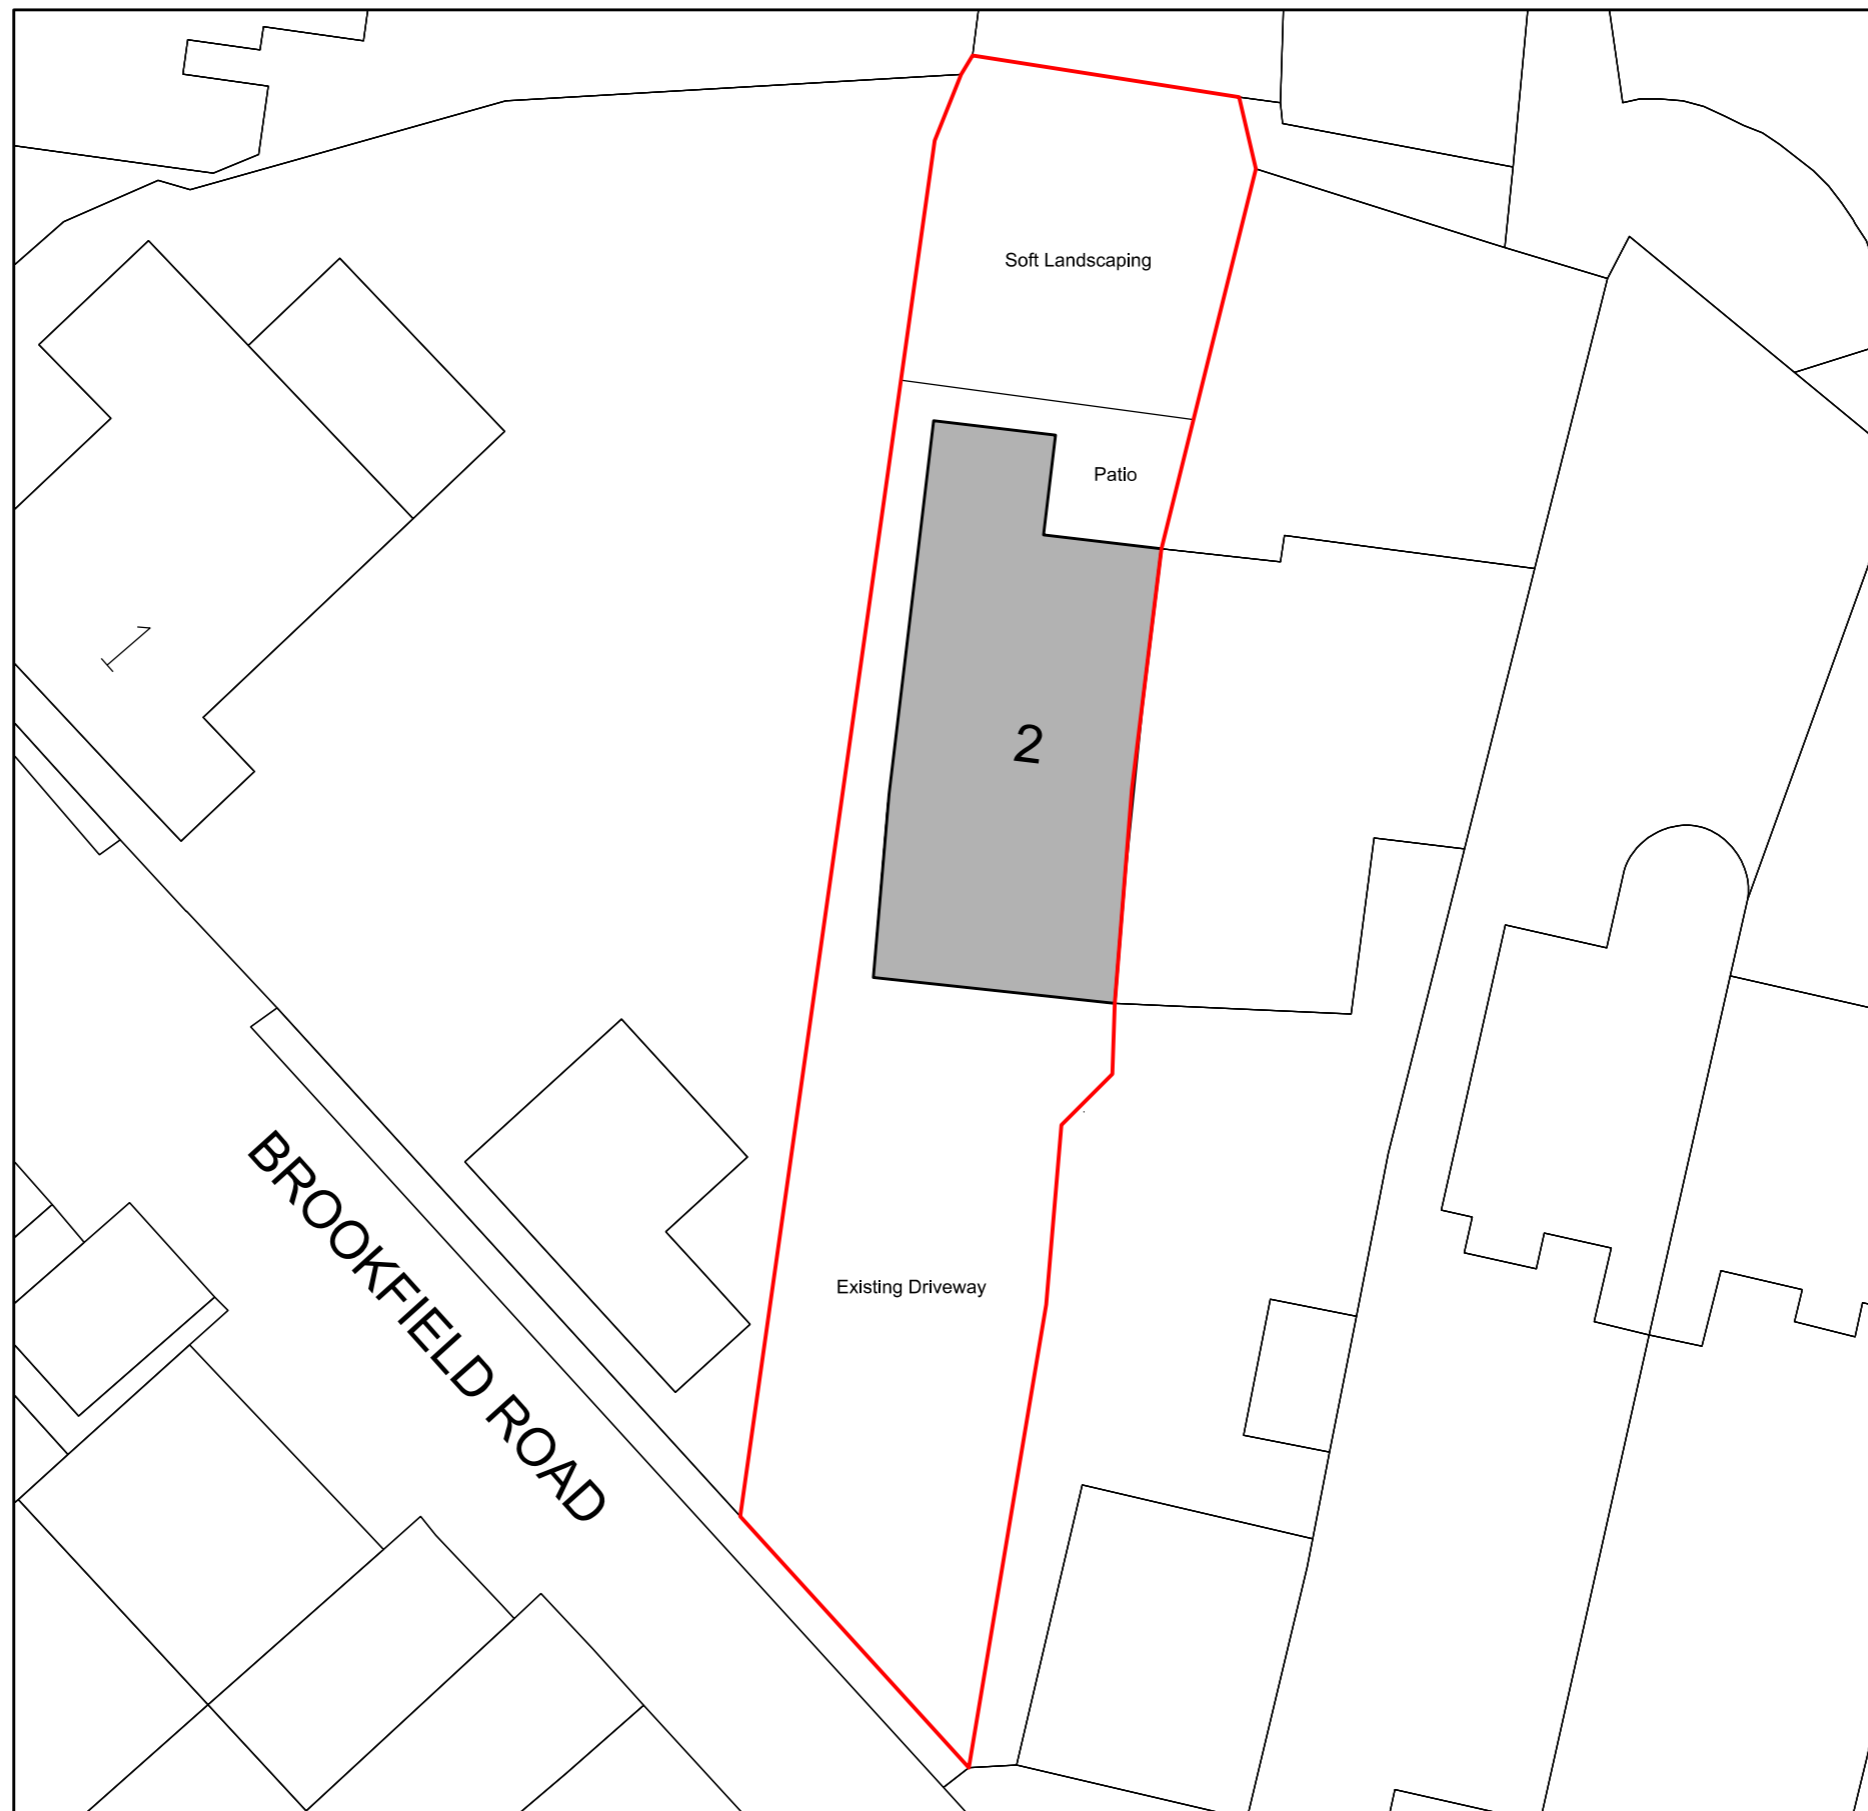 Soft Landscaping
Patio
1
2
BROOKFIELD ROAD
Existing Driveway